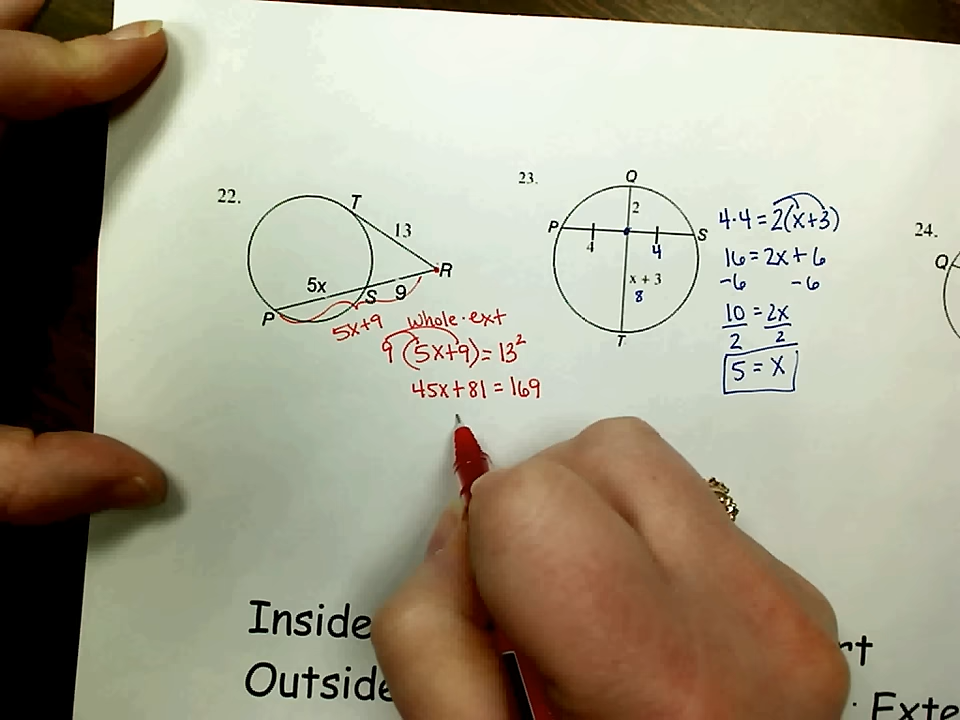 22.
T
13
R
5x
S
9
P
5x+9
whole·ext
9(5x+9)=13²
45x+81=169
23.
Q
2
P
S
4
4
x + 3
8
T
4·4=2(x+3)
16=2x+6
-6 -6
10=2x
2 2
5=x
24.
Q
Inside
Outside